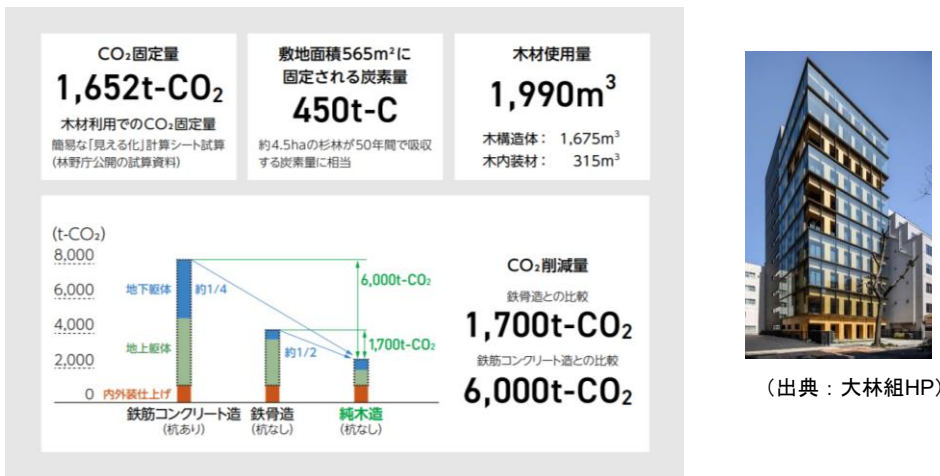 CO₂固定量
1,652t-CO₂
木材利用でのCO₂固定量
簡易な「見える化」計算シート試算
(林野庁公開の試算資料)
敷地面積565m²に
固定される炭素量
450t-C
約4.5haの杉林が50年間で吸収
する炭素量に相当
木材使用量
1,990m³
木構造体： 1,675m³
木内装材： 315m³
(t-CO₂)
8,000
6,000
4,000
2,000
0
地下躯体
約1/4
地上躯体
内外装仕上げ
約1/2
6,000t-CO₂
1,700t-CO₂
鉄筋コンクリート造
(杭あり)
鉄骨造
(杭なし)
純木造
(杭なし)
CO₂削減量
鉄骨造との比較
1,700t-CO₂
鉄筋コンクリート造との比較
6,000t-CO₂
（出典：大林組HP）